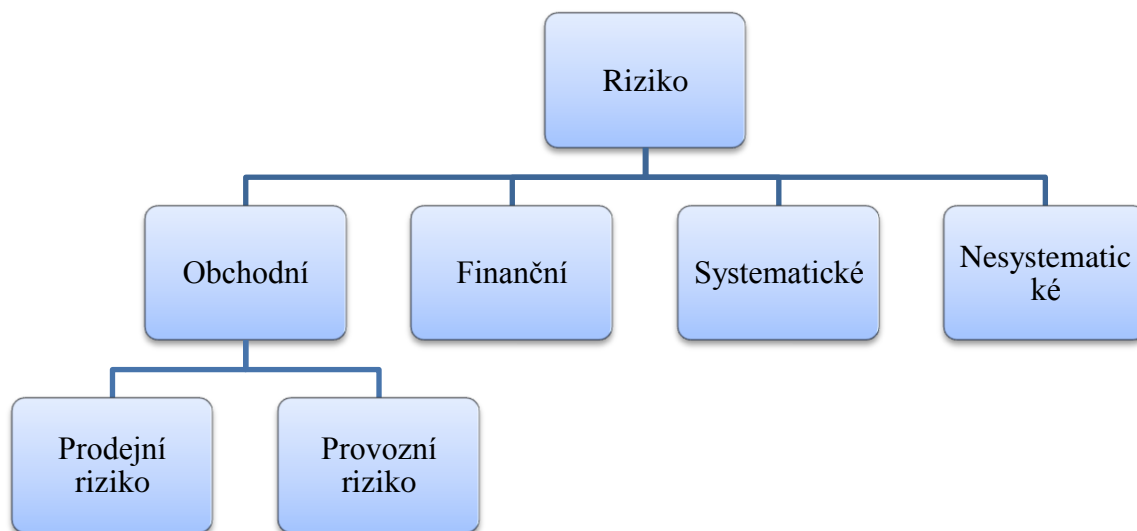 Riziko
Obchodní
Finanční
Systematické
Nesystematic
ké
Prodejní
riziko
Provozní
riziko